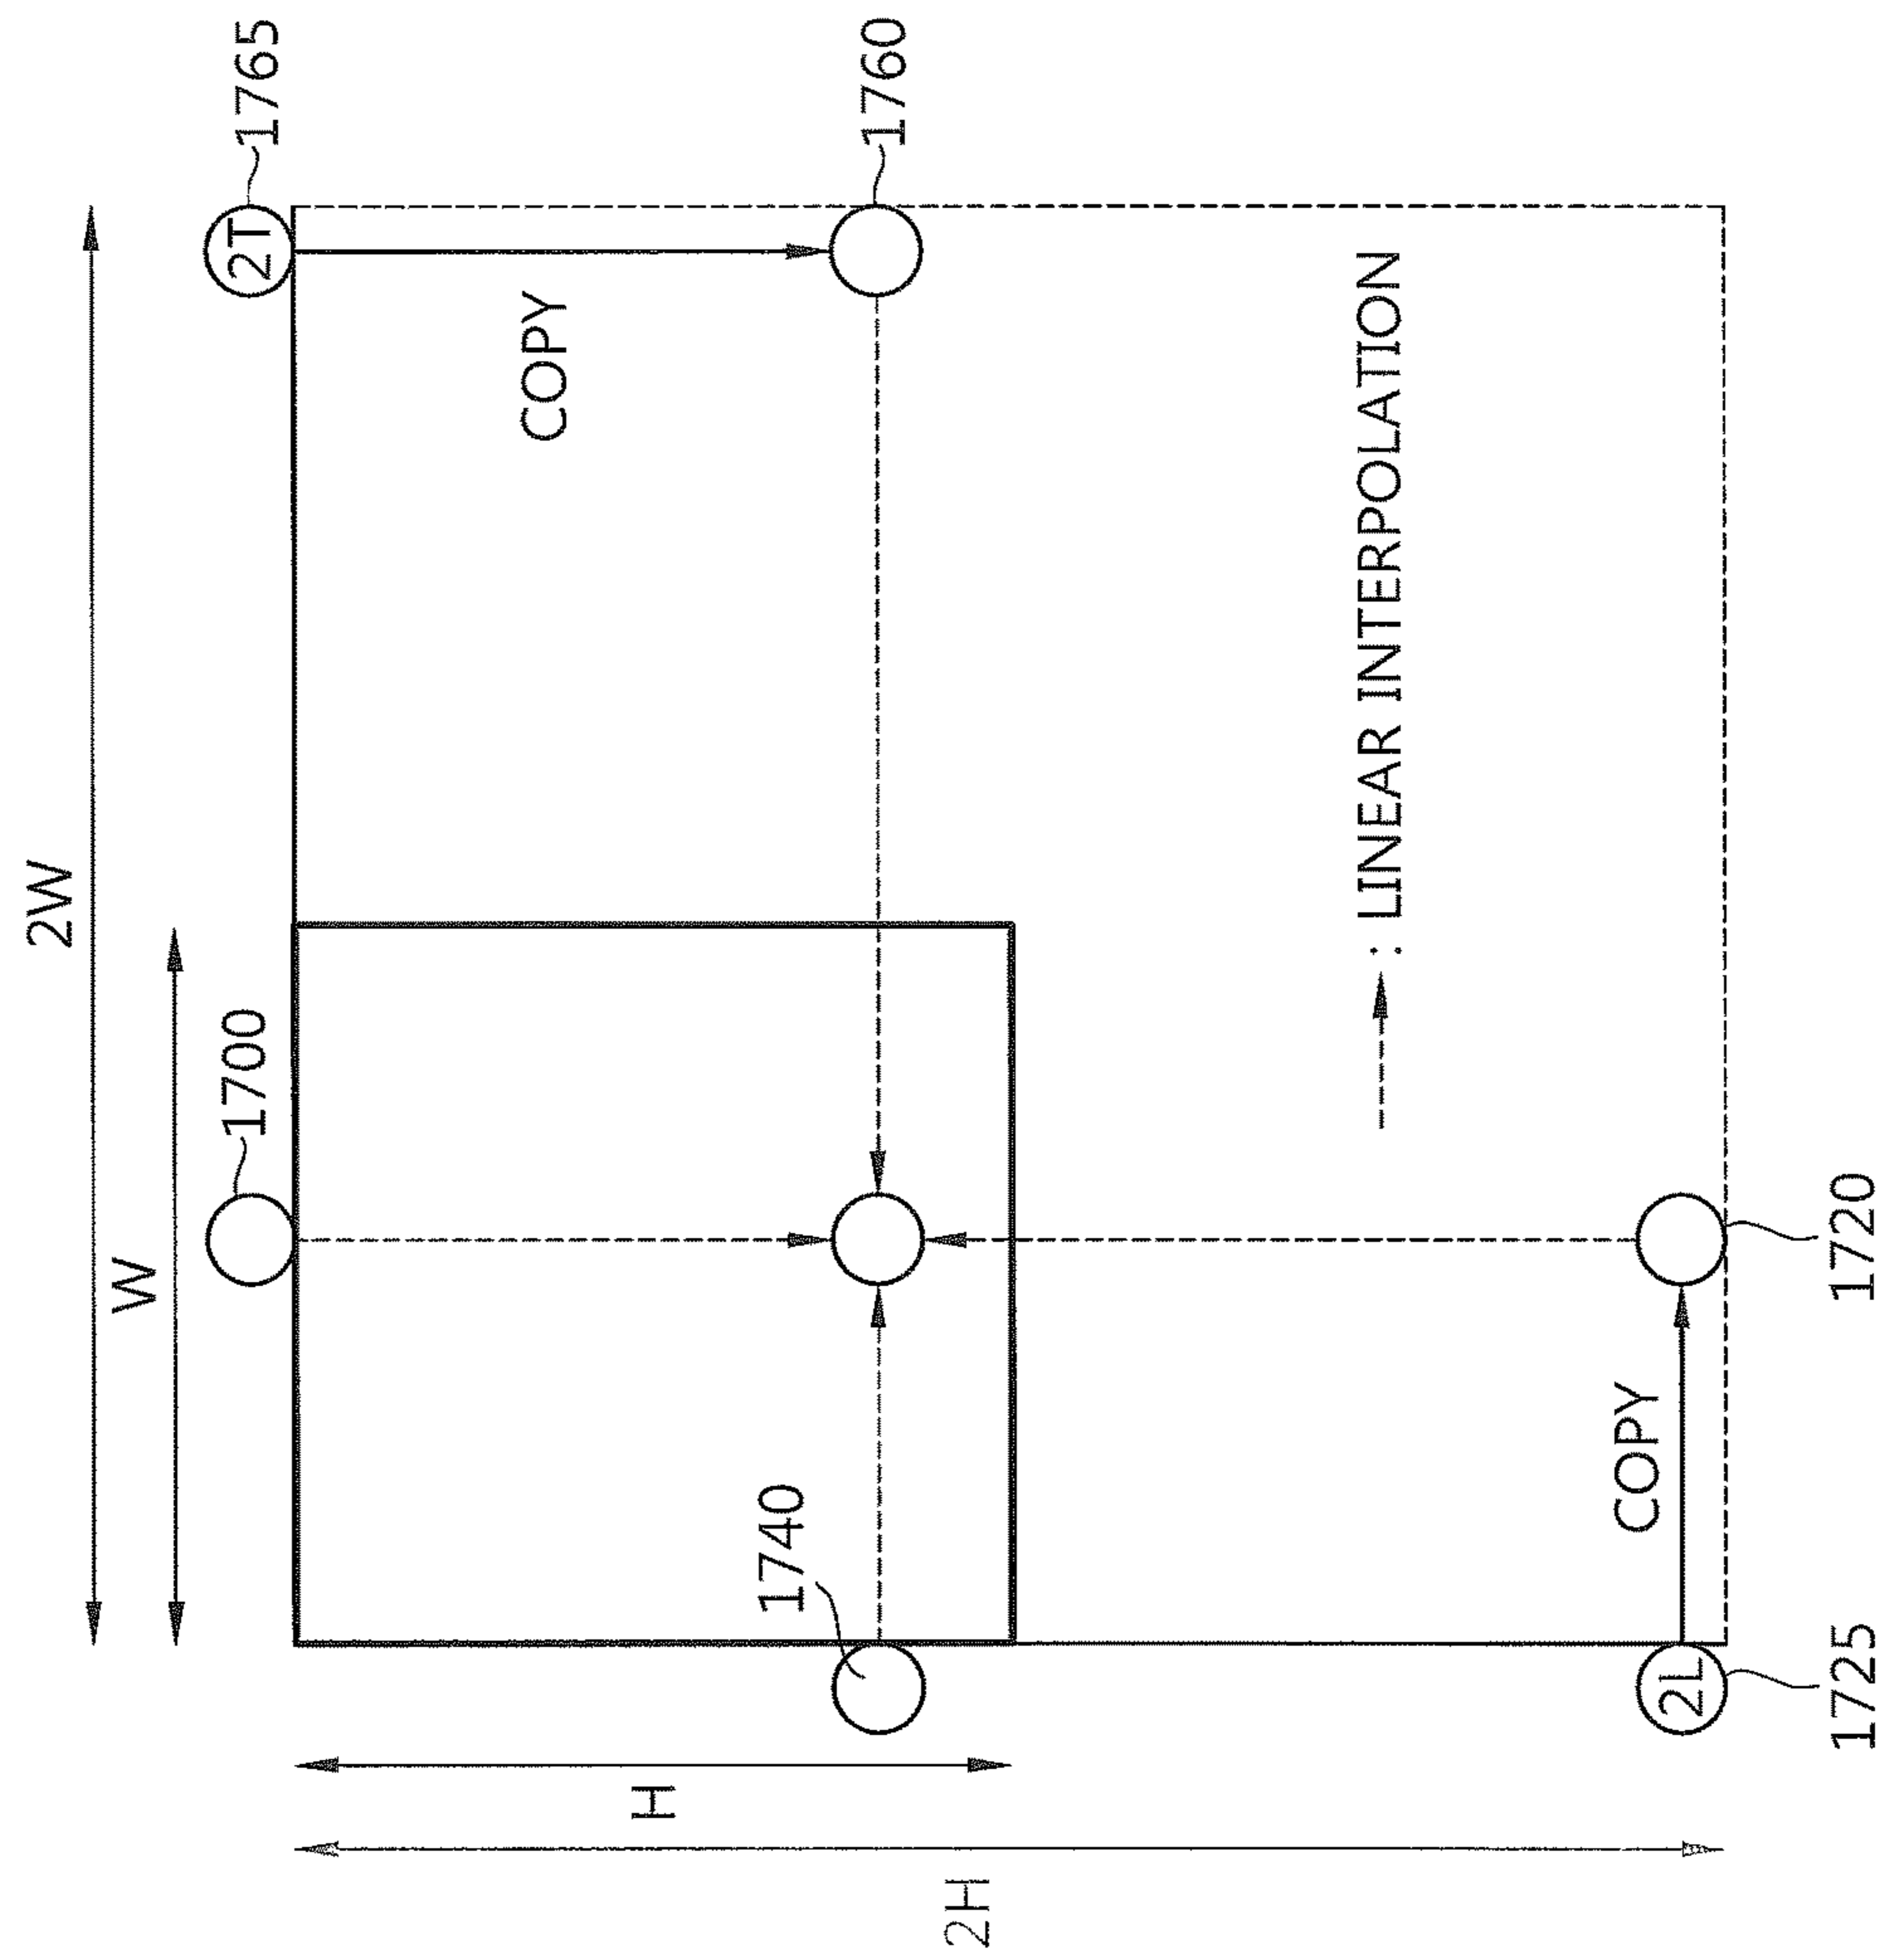 2W
W
1765
2T
1700
1760
COPY
1740
H
2H
: LINEAR INTERPOLATION
COPY
2L
1720
1725